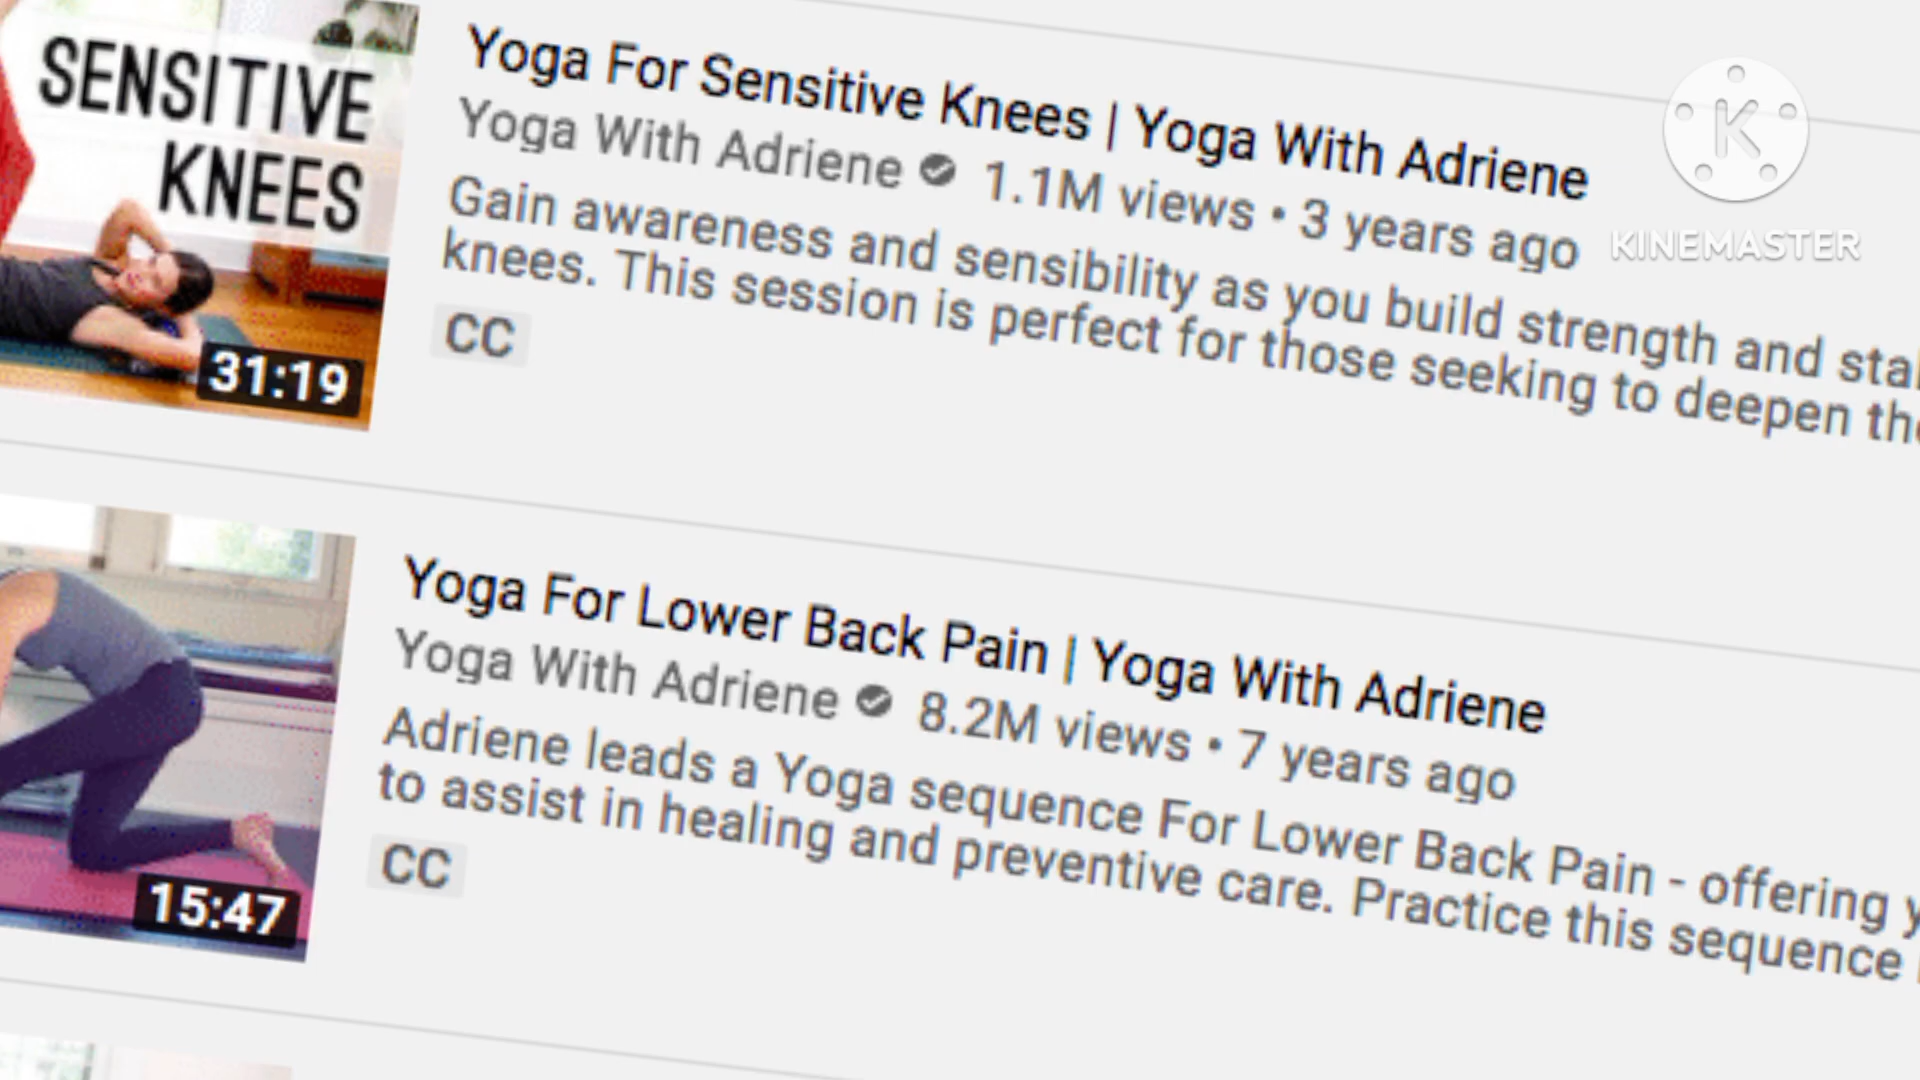 SENSITIVE
KNEES
31:19
Yoga For Sensitive Knees | Yoga With Adriene
Yoga With Adriene 1.1M views • 3 years ago
Gain awareness and sensibility as you build strength and
knees. This session is perfect for those seeking to deepen
CC
K
KINEMASTER
15:47
Yoga For Lower Back Pain | Yoga With Adriene
Yoga With Adriene 8.2M views • 7 years ago
Adriene leads a Yoga sequence For Lower Back Pain - offering
to assist in healing and preventive care. Practice this sequence
CC